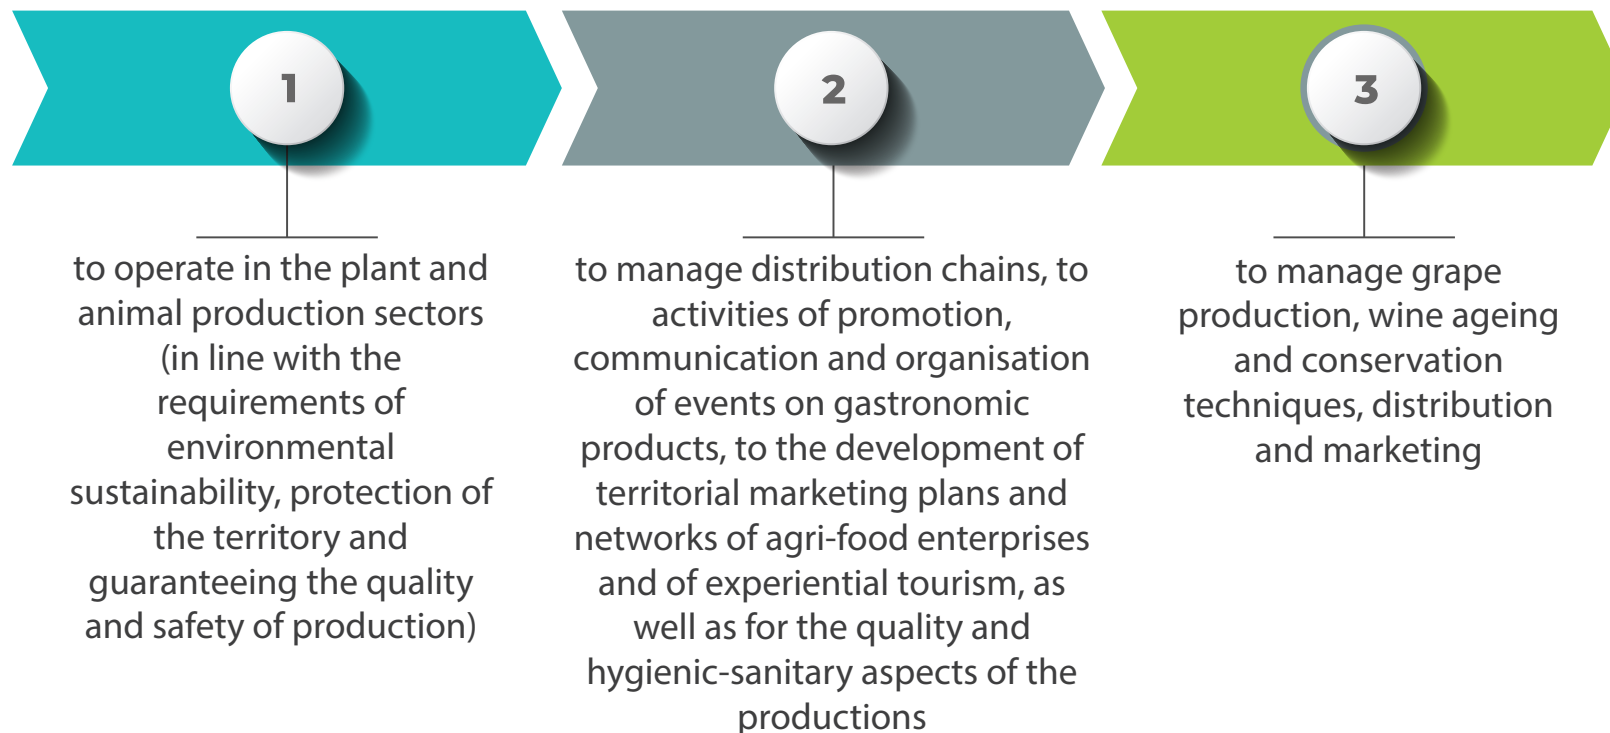 1
to operate in the plant and
animal production sectors
(in line with the
requirements of
environmental
sustainability, protection of
the territory and
guaranteeing the quality
and safety of production)
2
to manage distribution chains, to
activities of promotion,
communication and organisation
of events on gastronomic
products, to the development of
territorial marketing plans and
networks of agri-food enterprises
and of experiential tourism, as
well as for the quality and
hygienic-sanitary aspects of the
productions
3
to manage grape
production, wine ageing
and conservation
techniques, distribution
and marketing